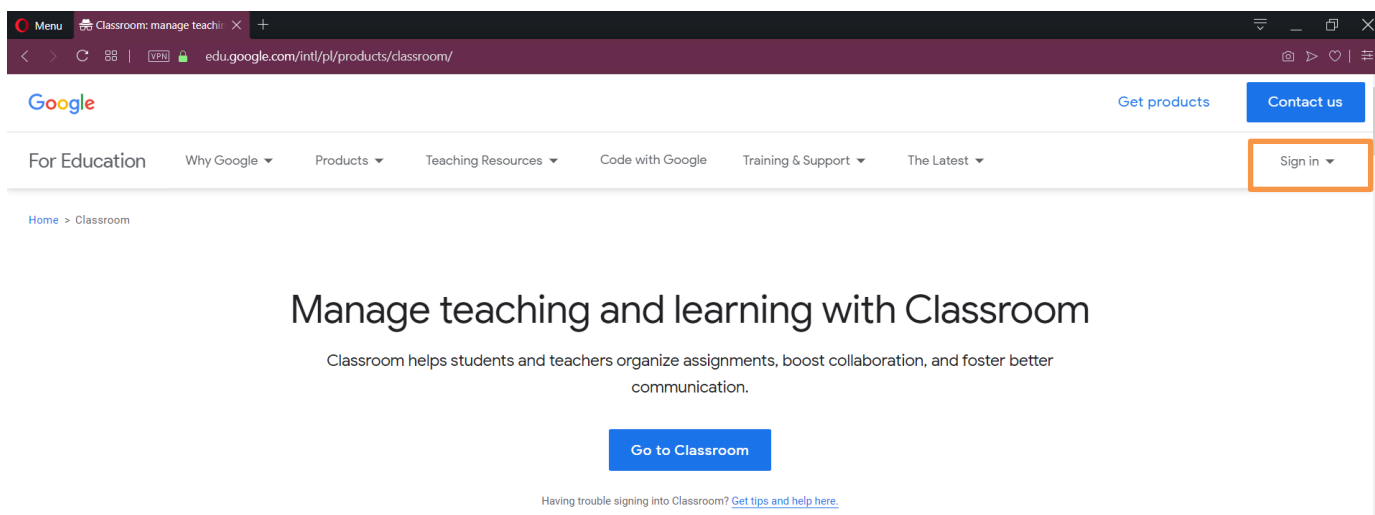 Menu Classroom: manage teachin
VPN edu.google.com/intl/pl/products/classroom/
Google Get products Contact us
For Education Why Google Products Teaching Resources Code with Google Training & Support The Latest Sign in
Home > Classroom
Manage teaching and learning with Classroom
Classroom helps students and teachers organize assignments, boost collaboration, and foster better
communication.
Go to Classroom
Having trouble signing into Classroom? Get tips and help here.